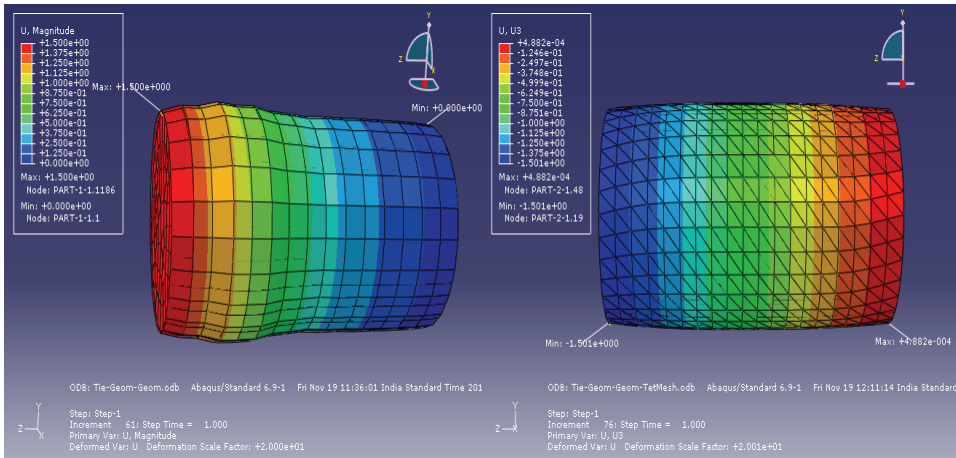 U, Magnitude
+1.500e+00
+1.375e+00
+1.250e+00
+1.125e+00
+1.000e+00
+8.750e-01
+7.500e-01
+6.250e-01
+5.000e-01
+3.750e-01
+2.500e-01
+1.250e-01
+0.000e+00
Max: +1.500e+00
Node: PART-1-1.1186
Min: +0.000e+00
Node: PART-1-1.1
Max: +1.500e+000
Min: +0.000e+00
Y
Z
X
ODB: Tie-Geom-Geom.odb Abaqus/Standard 6.9-1 Fri Nov 19 11:36:01 India Standard Time 201
Y
Z
X
Step: Step-1
Increment 61: Step Time = 1.000
Primary Var: U, Magnitude
Deformed Var: U Deformation Scale Factor: +2.000e+01
U, U3
+4.882e-04
-1.246e-01
-2.497e-01
-3.748e-01
-4.999e-01
-6.249e-01
-7.500e-01
-8.751e-01
-1.000e+00
-1.125e+00
-1.250e+00
-1.375e+00
-1.501e+00
Max: +4.882e-04
Node: PART-2-1.48
Min: -1.501e+00
Node: PART-2-1.19
Y
Z
Min: -1.501e+000
Max: +4.882e-004
ODB: Tie-Geom-Geom-TetMesh.odb Abaqus/Standard 6.9-1 Fri Nov 19 12:11:14 India Standard
Y
Z
X
Step: Step-1
Increment 76: Step Time = 1.000
Primary Var: U, U3
Deformed Var: U Deformation Scale Factor: +2.001e+01